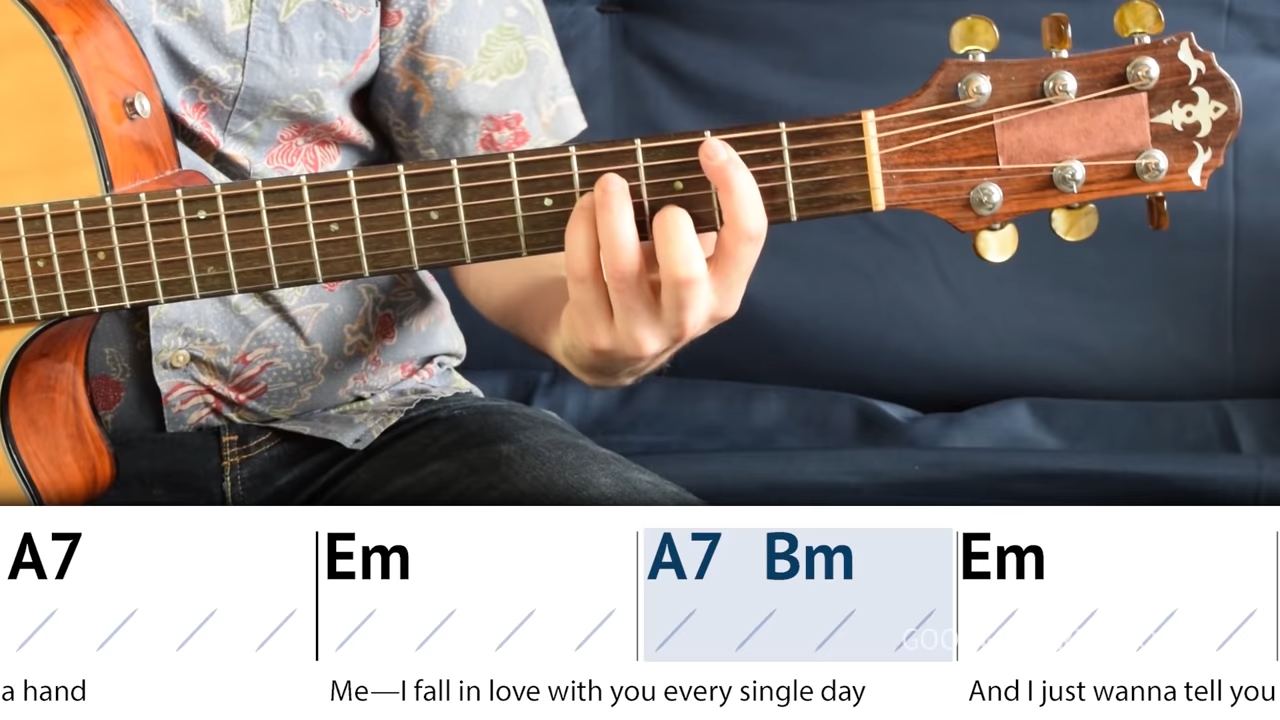 A7 Em A7 Bm Em
a hand Me—I fall in love with you every single day And I just wanna tell you